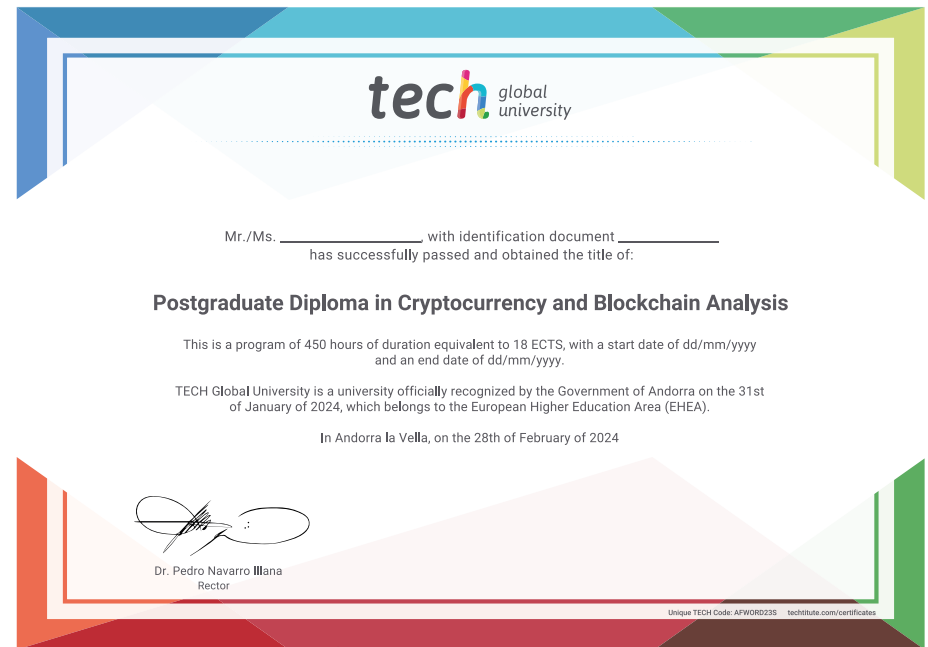 tech global
university
Mr./Ms. ____________, with identification document ____________
has successfully passed and obtained the title of:
Postgraduate Diploma in Cryptocurrency and Blockchain Analysis
This is a program of 450 hours of duration equivalent to 18 ECTS, with a start date of dd/mm/yyyy
and an end date of dd/mm/yyyy.
TECH Global University is a university officially recognized by the Government of Andorra on the 31st
of January of 2024, which belongs to the European Higher Education Area (EHEA).
In Andorra la Vella, on the 28th of February of 2024
Dr. Pedro Navarro Illana
Rector
Unique TECH Code: AFWORD23S techtitute.com/certificates